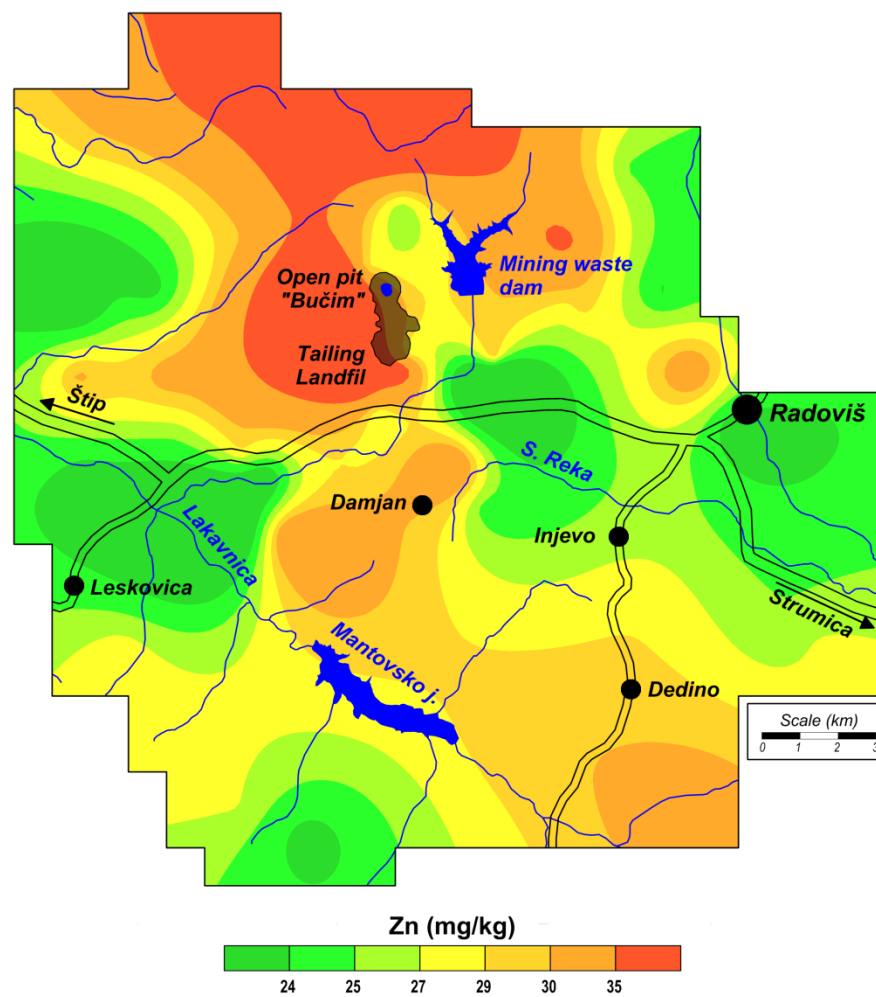 Open pit
"Bučim"
Mining waste
dam
Tailing
Landfil
Štip
Radoviš
S. Reka
Damjan
Lakavnica
Injevo
Leskovica
Strumica
Mantovsko j.
Dedino
Scale (km)
0 1 2 3
Zn (mg/kg)
24 25 27 29 30 35